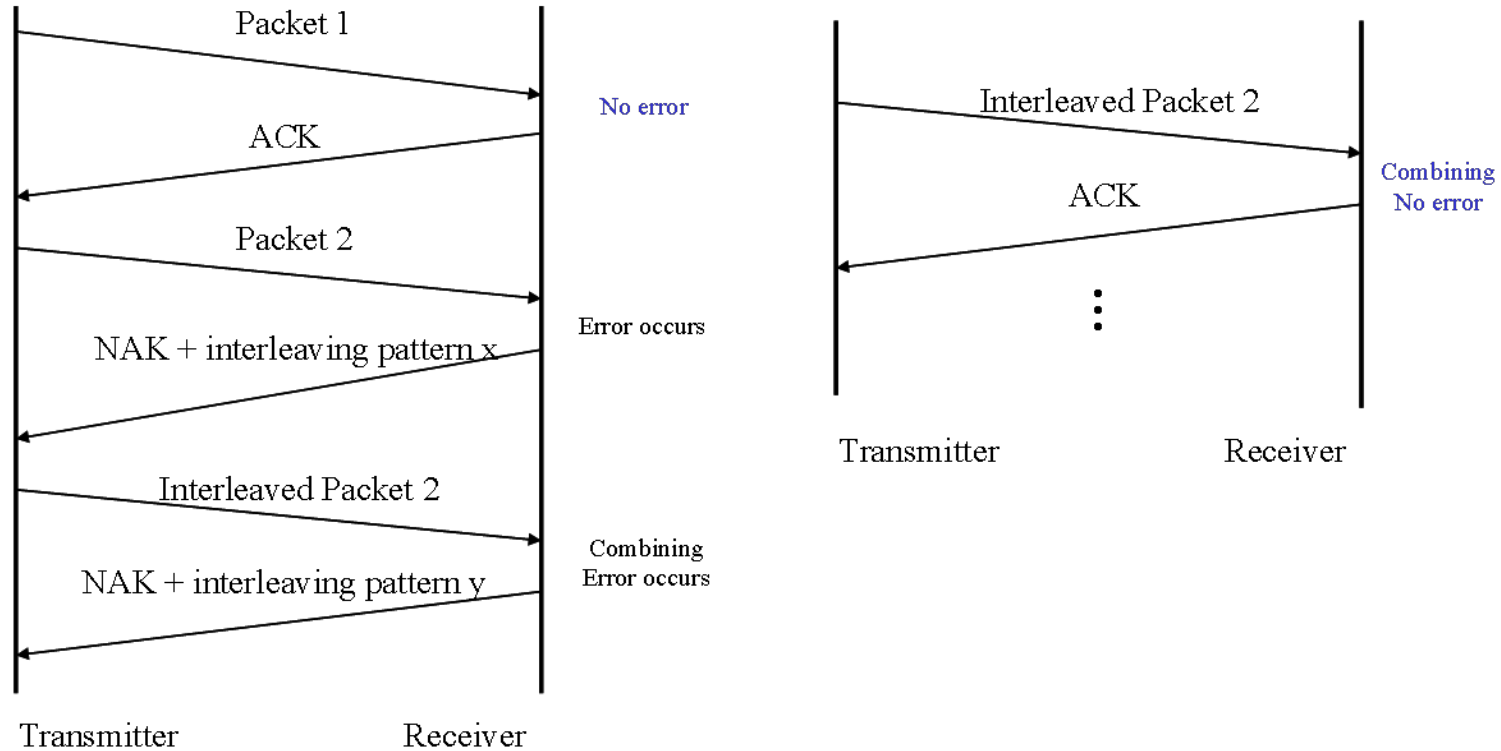 Packet 1
No error
ACK
Packet 2
Error occurs
NAK + interleaving pattern x
Interleaved Packet 2
Combining
Error occurs
NAK + interleaving pattern y
Transmitter
Receiver
Interleaved Packet 2
Combining
No error
ACK
Transmitter
Receiver